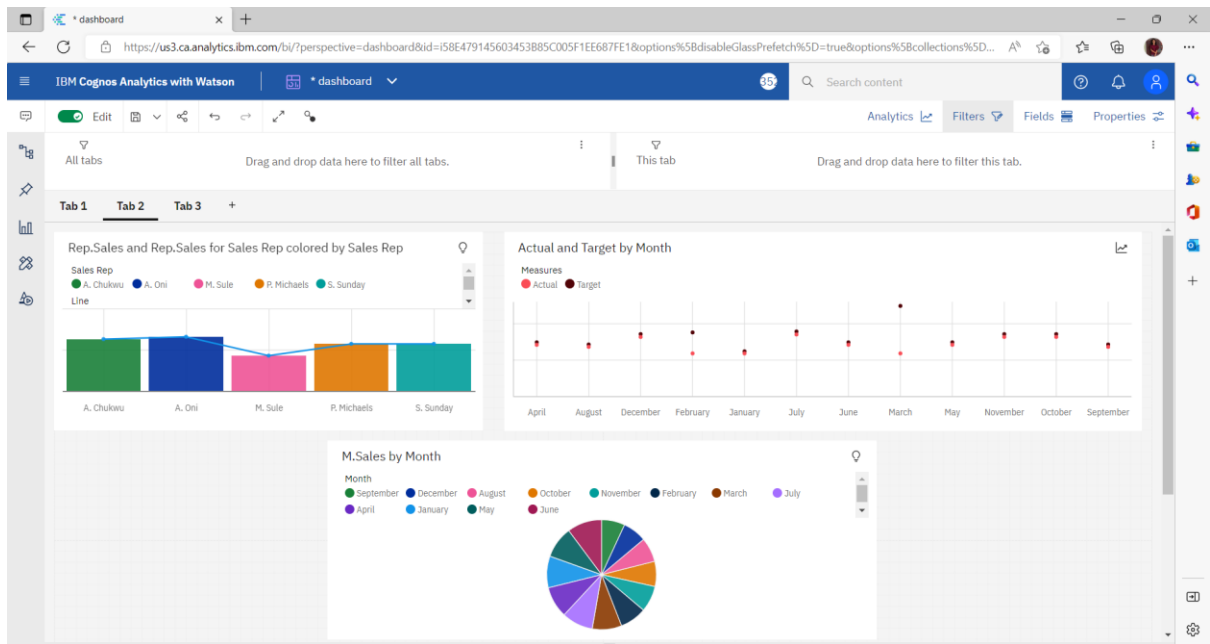 * dashboard
https://us3.ca.analytics.ibm.com/bi/?perspective=dashboard&id=i58E479145603453B85C005F1EE687FE1&options%5BdisableGlassPrefetch%5D=true&options%5Bcollections%5D...
IBM Cognos Analytics with Watson * dashboard 35 Search content
Edit Analytics Filters Fields Properties
All tabs Drag and drop data here to filter all tabs. This tab Drag and drop data here to filter this tab.
Tab 1 Tab 2 Tab 3 +
Rep.Sales and Rep.Sales for Sales Rep colored by Sales Rep
Sales Rep
A. Chukwu A. Oni M. Sule P. Michaels S. Sunday
Line
A. Chukwu A. Oni M. Sule P. Michaels S. Sunday
Actual and Target by Month
Measures
Actual Target
April August December February January July June March May November October September
M.Sales by Month
Month
September December August October November February March July
April January May June